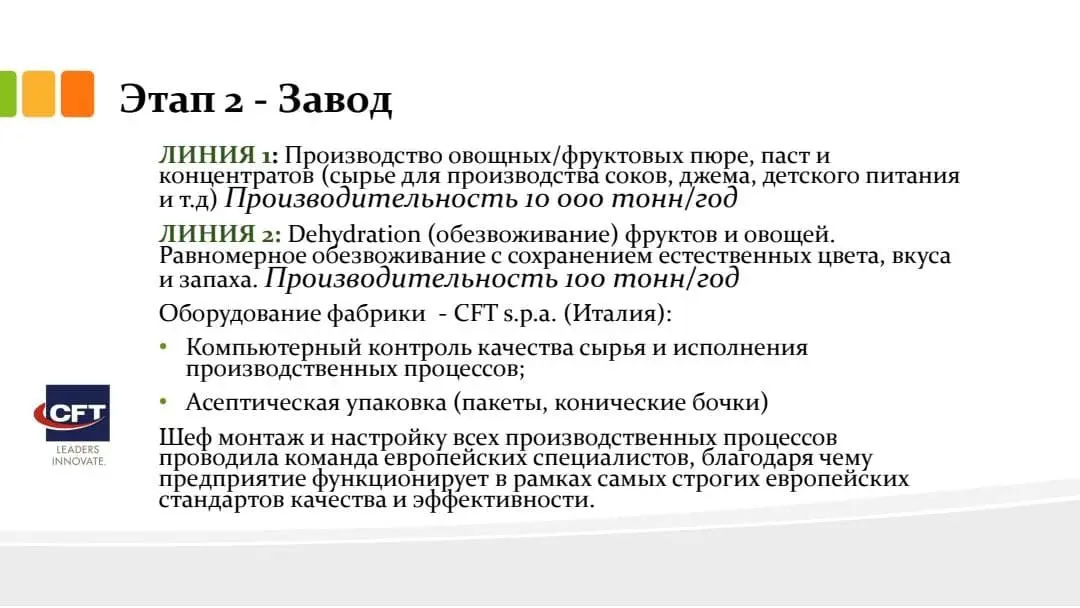 Этап 2 - Завод
ЛИНИЯ 1: Производство овощных/фруктовых пюре, паст и
концентратов (сырье для производства соков, джема, детского питания
и т.д) Производительность 10 000 тонн/год
ЛИНИЯ 2: Dehydration (обезвоживание) фруктов и овощей.
Равномерное обезвоживание с сохранением естественных цвета, вкуса
и запаха. Производительность 100 тонн/год
Оборудование фабрики - CFT s.p.a. (Италия):
• Компьютерный контроль качества сырья и исполнения
производственных процессов;
• Асептическая упаковка (пакеты, конические бочки)
CFT
LEADERS
INNOVATE.
Шеф монтаж и настройку всех производственных процессов
проводила команда европейских специалистов, благодаря чему
предприятие функционирует в рамках самых строгих европейских
стандартов качества и эффективности.